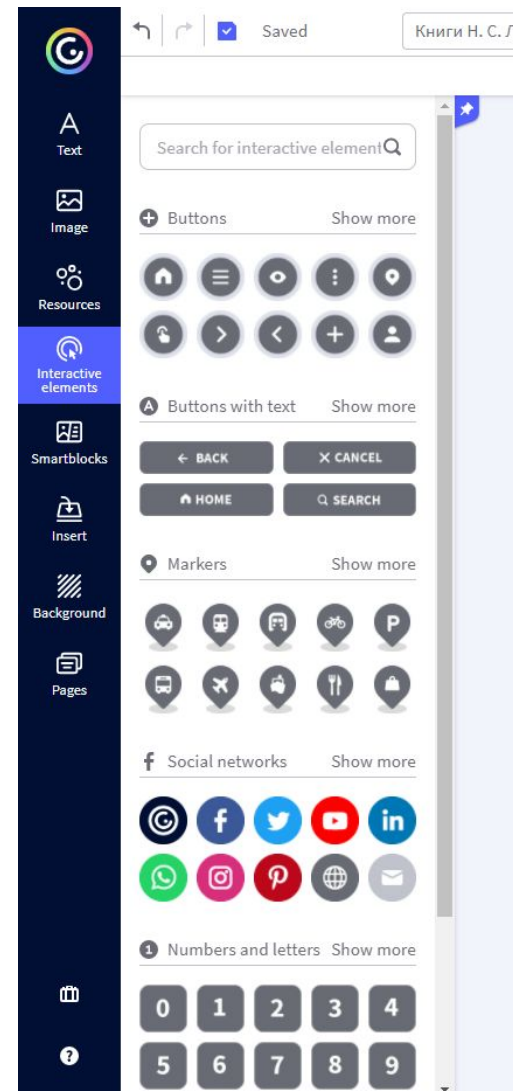 Saved
Книги Н. С. Л
Text
Search for interactive element
Image
Buttons Show more
Resources
Interactive
elements
Buttons with text Show more
Smartblocks
BACK
CANCEL
HOME
SEARCH
Insert
Markers Show more
Background
P
Pages
Social networks Show more
in
1 Numbers and letters Show more
0 1 2 3 4
5 6 7 8 9